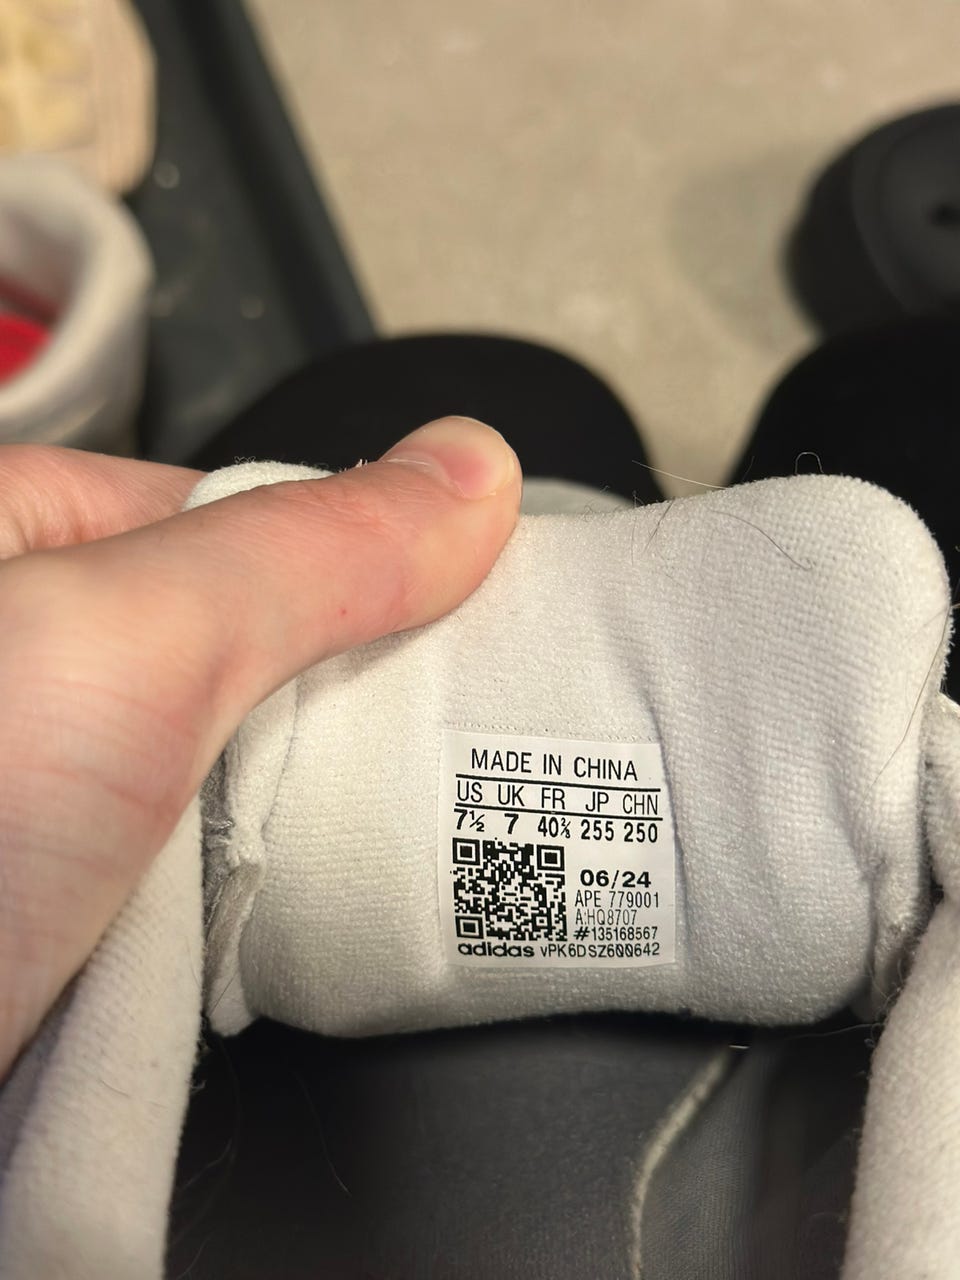 MADE IN CHINA
US UK FR JP CHN
7½ 7 40⅔ 255 250
06/24
APE 779001
A:HQ8707
#135168567
adidas vPK6DSZ600642